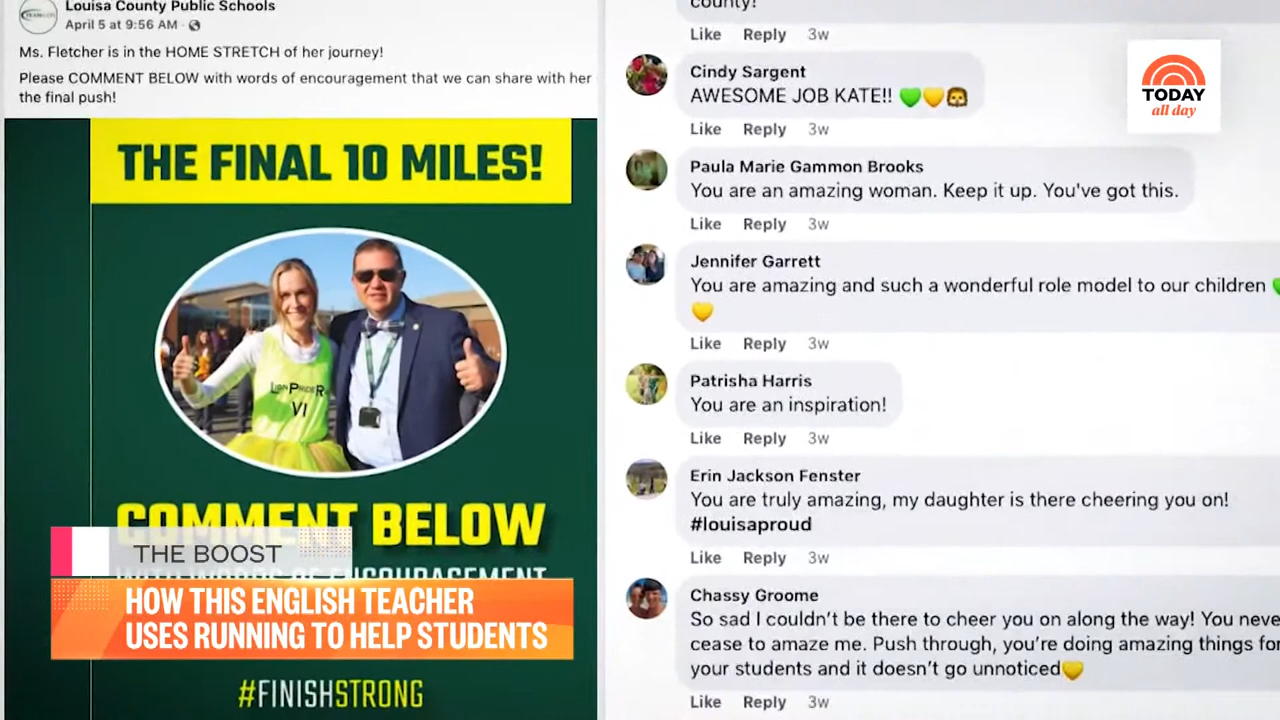 Louisa County Public Schools
April 5 at 9:56 AM ·
Ms. Fletcher is in the HOME STRETCH of her journey!
Please COMMENT BELOW with words of encouragement that we can share with her
the final push!
THE FINAL 10 MILES!
LION PRIDE RUN
VI
COMMENT BELOW
WITH WORDS OF ENCOURAGEMENT
THE BOOST
HOW THIS ENGLISH TEACHER
USES RUNNING TO HELP STUDENTS
#FINISHSTRONG
county!
Like Reply 3w
Cindy Sargent
AWESOME JOB KATE!! 💚💛🦁
Like Reply 3w
Paula Marie Gammon Brooks
You are an amazing woman. Keep it up. You've got this.
Like Reply 3w
Jennifer Garrett
You are amazing and such a wonderful role model to our children 💚
💛
Like Reply 3w
Patrisha Harris
You are an inspiration!
Like Reply 3w
Erin Jackson Fenster
You are truly amazing, my daughter is there cheering you on!
#louisaproud
Like Reply 3w
Chassy Groome
So sad I couldn't be there to cheer you on along the way! You neve
cease to amaze me. Push through, you're doing amazing things for
your students and it doesn't go unnoticed💛
Like Reply 3w
TODAY
all day